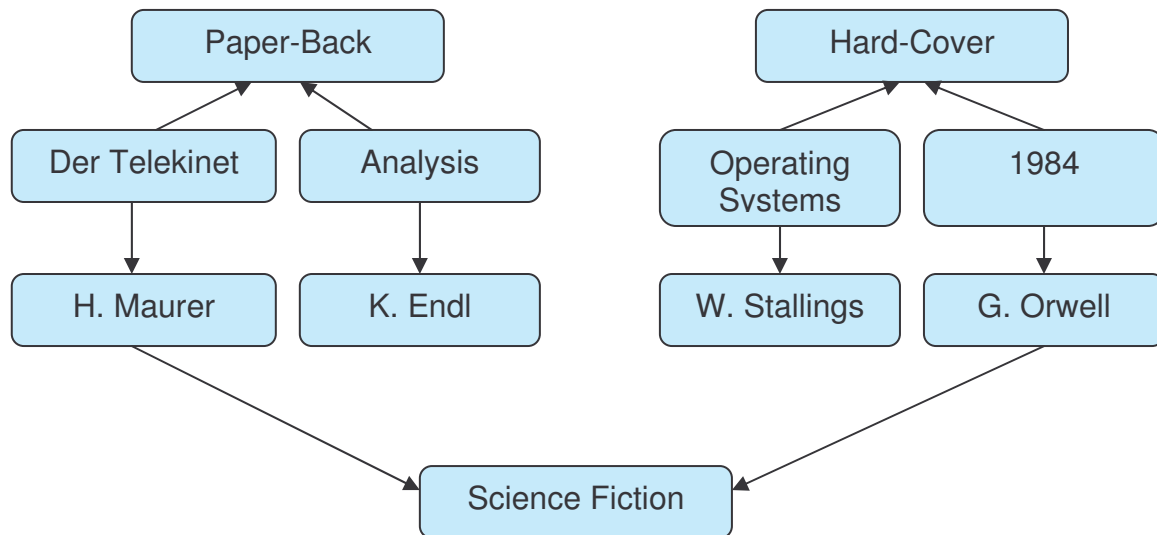 Paper-Back
Hard-Cover
Der Telekinet
Analysis
Operating
Systems
1984
H. Maurer
K. Endl
W. Stallings
G. Orwell
Science Fiction